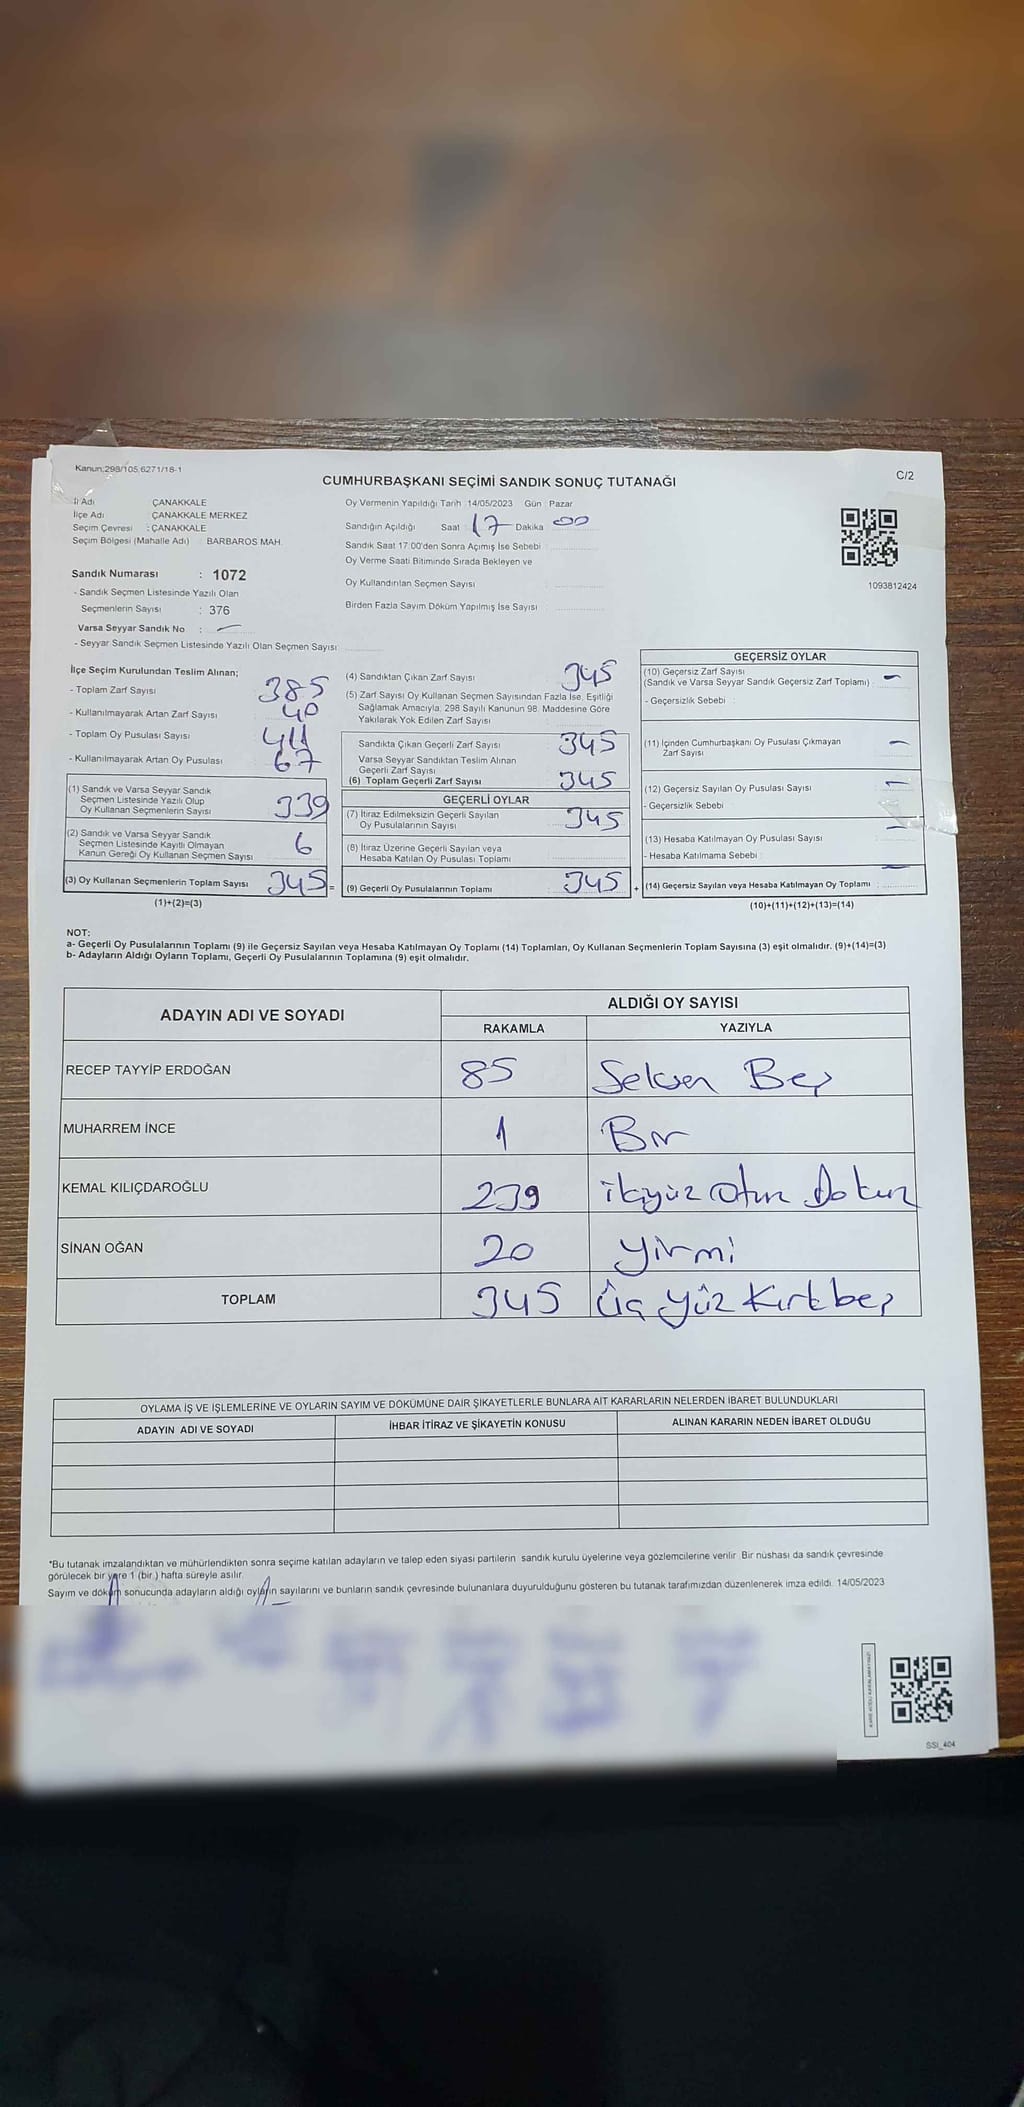 Kanun:298/105,6271/18-1
C/2
CUMHURBAŞKANI SEÇİMİ SANDIK SONUÇ TUTANAĞI
İl Adı : ÇANAKKALE
İlçe Adı : ÇANAKKALE MERKEZ
Seçim Çevresi : ÇANAKKALE
Seçim Bölgesi (Mahalle Adı) : BARBAROS MAH.
Sandık Numarası : 1072
- Sandık Seçmen Listesinde Yazılı Olan
Seçmenlerin Sayısı : 376
Varsa Seyyar Sandık No : -
- Seyyar Sandık Seçmen Listesinde Yazılı Olan Seçmen Sayısı
Oy Vermenin Yapıldığı Tarih : 14/05/2023 Gün : Pazar
Sandığın Açıldığı Saat : 17 Dakika 00
Sandık Saat 17:00'den Sonra Açımış İse Sebebi :
Oy Verme Saati Bitiminde Sırada Bekleyen ve
Oy Kullandırılan Seçmen Sayısı :
Birden Fazla Sayım Döküm Yapılmış İse Sayısı :
1093812424
İlçe Seçim Kurulundan Teslim Alınan;
- Toplam Zarf Sayısı 385
- Kullanılmayarak Artan Zarf Sayısı 40
- Toplam Oy Pusulası Sayısı
- Kullanılmayarak Artan Oy Pusulası 67
(1) Sandık ve Varsa Seyyar Sandık
Seçmen Listesinde Yazılı Olup
Oy Kullanan Seçmenlerin Sayısı 339
(2) Sandık ve Varsa Seyyar Sandık
Seçmen Listesinde Kayıtlı Olmayan
Kanun Gereği Oy Kullanan Seçmen Sayısı 6
(3) Oy Kullanan Seçmenlerin Toplam Sayısı 345 =
(1)+(2)=(3)
(4) Sandıktan Çıkan Zarf Sayısı 345
(5) Zarf Sayısı Oy Kullanan Seçmen Sayısından Fazla İse, Eşitliği
Sağlamak Amacıyla, 298 Sayılı Kanunun 98. Maddesine Göre
Yakılarak Yok Edilen Zarf Sayısı
Sandıkta Çıkan Geçerli Zarf Sayısı 345
Varsa Seyyar Sandıktan Teslim Alınan
Geçerli Zarf Sayısı
(6) Toplam Geçerli Zarf Sayısı 345
GEÇERLİ OYLAR
(7) İtiraz Edilmeksizin Geçerli Sayılan
Oy Pusulalarının Sayısı 345
(8) İtiraz Üzerine Geçerli Sayılan veya
Hesaba Katılan Oy Pusulası Toplamı
(9) Geçerli Oy Pusulalarının Toplamı : 345 +
GEÇERSİZ OYLAR
(10) Geçersiz Zarf Sayısı
(Sandık ve Varsa Seyyar Sandık Geçersiz Zarf Toplamı) : -
- Geçersizlik Sebebi :
(11) İçinden Cumhurbaşkanı Oy Pusulası Çıkmayan
Zarf Sayısı -
(12) Geçersiz Sayılan Oy Pusulası Sayısı -
- Geçersizlik Sebebi :
(13) Hesaba Katılmayan Oy Pusulası Sayısı -
- Hesaba Katılmama Sebebi :
(14) Geçersiz Sayılan veya Hesaba Katılmayan Oy Toplamı : -
(10)+(11)+(12)+(13)=(14)
NOT:
a- Geçerli Oy Pusulalarının Toplamı (9) ile Geçersiz Sayılan veya Hesaba Katılmayan Oy Toplamı (14) Toplamları, Oy Kullanan Seçmenlerin Toplam Sayısına (3) eşit olmalıdır. (9)+(14)=(3)
b- Adayların Aldığı Oyların Toplamı, Geçerli Oy Pusulalarının Toplamına (9) eşit olmalıdır.
ADAYIN ADI VE SOYADI
ALDIĞI OY SAYISI
RAKAMLA YAZIYLA
RECEP TAYYİP ERDOĞAN 85 Seksen Beş
MUHARREM İNCE 1 Bir
KEMAL KILIÇDAROĞLU 239 ikiyüz Otuz Dokuz
SİNAN OĞAN 20 yirmi
TOPLAM 345 Üç yüz Kırk beş
OYLAMA İŞ VE İŞLEMLERİNE VE OYLARIN SAYIM VE DÖKÜMÜNE DAİR ŞİKAYETLERLE BUNLARA AİT KARARLARIN NELERDEN İBARET BULUNDUKLARI
ADAYIN ADI VE SOYADI İHBAR İTİRAZ VE ŞİKAYETİN KONUSU ALINAN KARARIN NEDEN İBARET OLDUĞU
*Bu tutanak imzalandıktan ve mühürlendikten sonra seçime katılan adayların ve talep eden siyasi partilerin sandık kurulu üyelerine veya gözlemcilerine verilir. Bir nüshası da sandık çevresinde
görülecek bir yere 1 (bir ) hafta süreyle asılır.
Sayım ve döküm sonucunda adayların aldığı oyların sayılarını ve bunların sandık çevresinde bulunanlara duyurulduğunu gösteren bu tutanak tarafımızdan düzenlenerek imza edildi. 14/05/2023
SSI_404